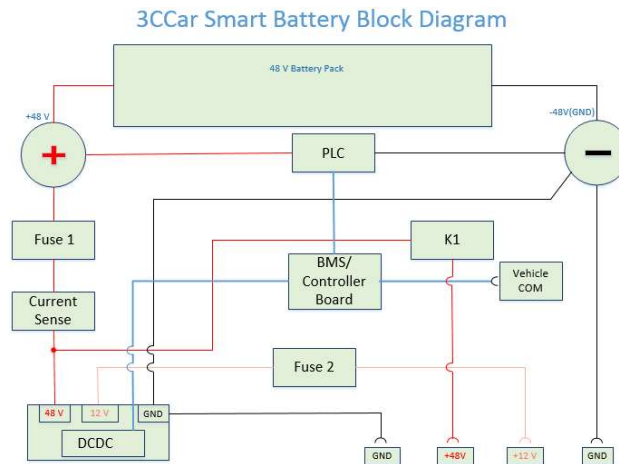 3CCar Smart Battery Block Diagram
48 V Battery Pack
+48 V
-48V(GND)
+
PLC
−
Fuse 1
K1
BMS/
Controller
Board
Vehicle
COM
Current
Sense
Fuse 2
48 V
12 V
GND
DCDC
GND
+48V
+12 V
GND